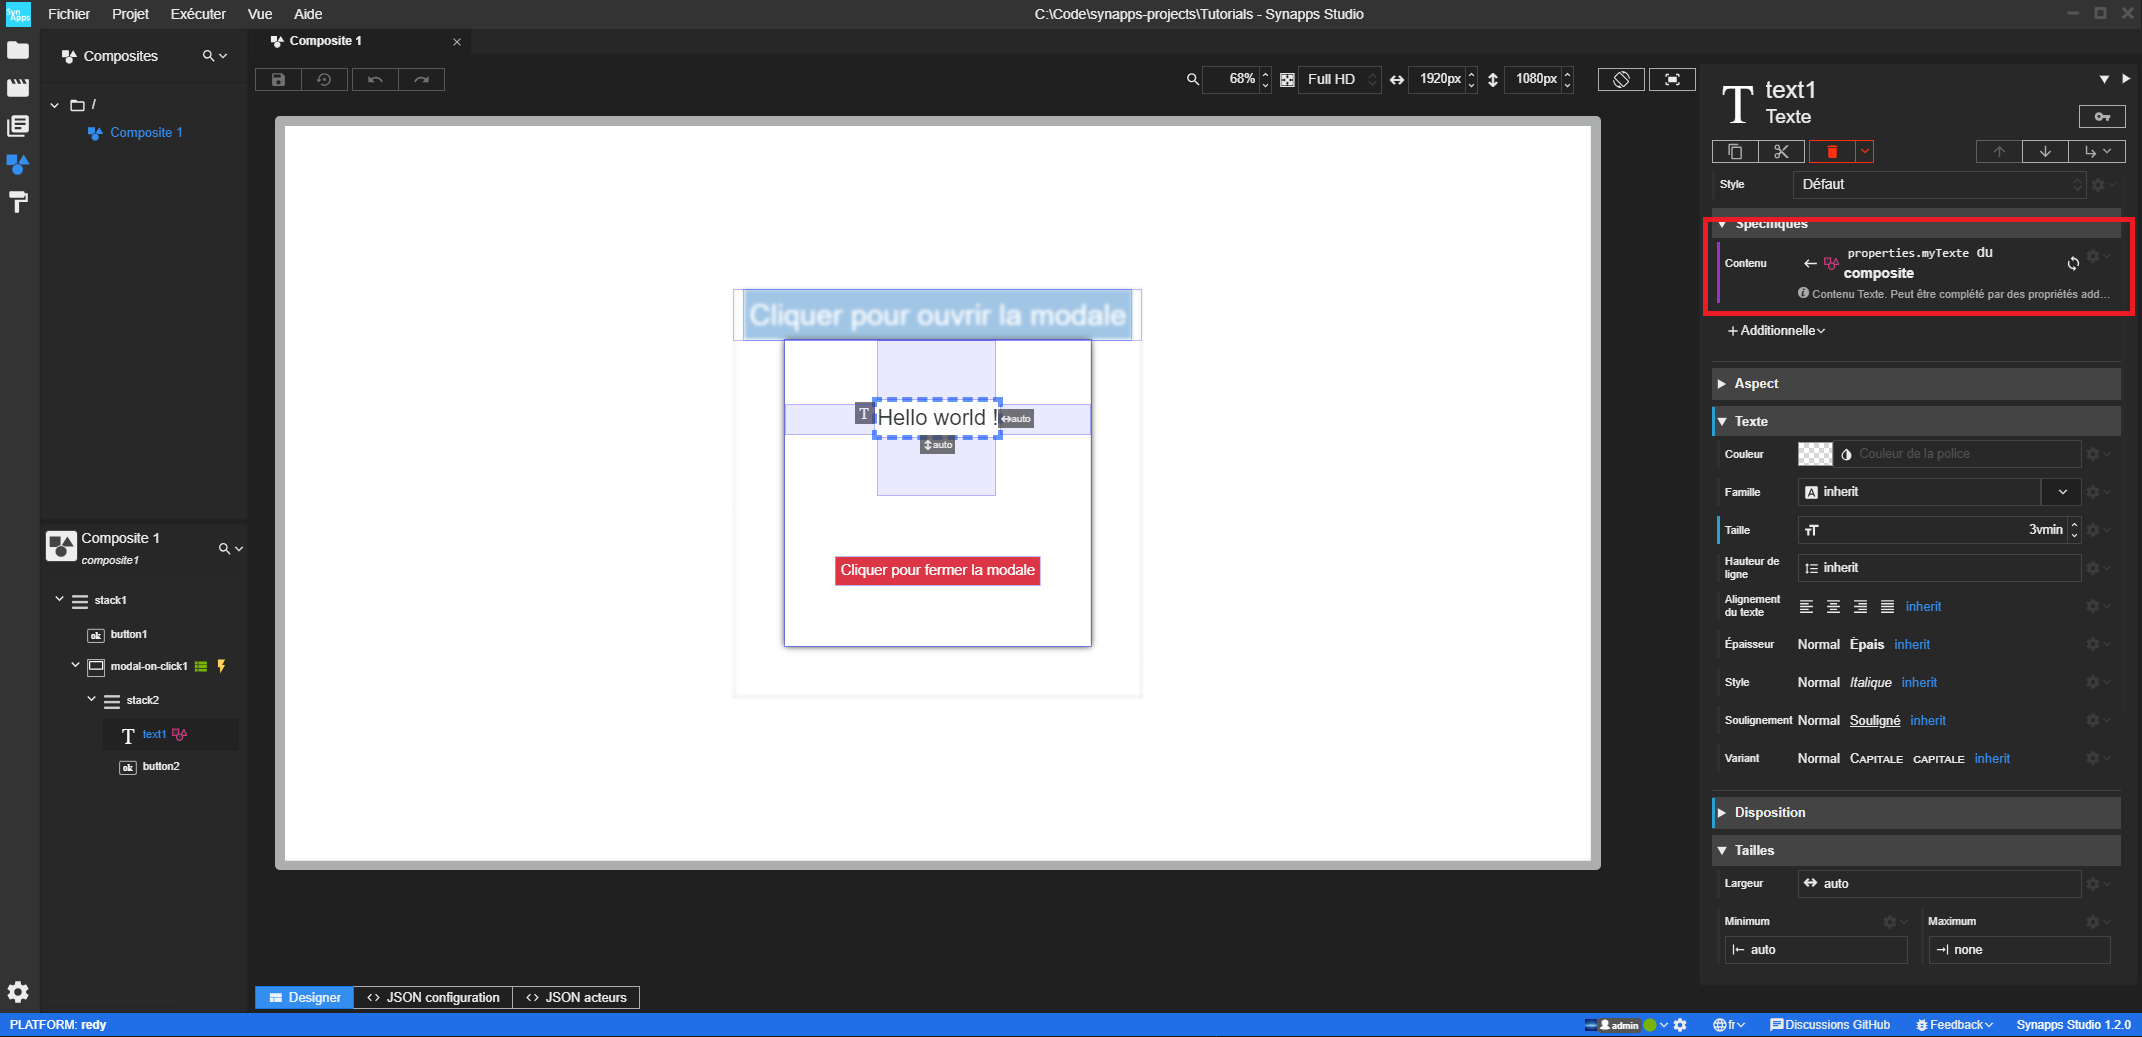 Syn
Apps
Fichier Projet Exécuter Vue Aide
C:\Code\synapps-projects\Tutorials - Synapps Studio
Composites
/
Composite 1
Composite 1
composite1
stack1
ok button1
modal-on-click1
stack2
T text1
ok button2
Composite 1
68% Full HD 1920px 1080px
Cliquer pour ouvrir la modale
T Hello world ! auto
auto
Cliquer pour fermer la modale
Designer JSON configuration JSON acteurs
T text1
Texte
Style Défaut
Spécifiques
Contenu properties.myTexte du
composite
Contenu Texte. Peut être complété par des propriétés add...
+ Additionnelle
Aspect
Texte
Couleur Couleur de la police
Famille A inherit
Taille 3vmin
Hauteur de
ligne inherit
Alignement
du texte inherit
Épaisseur Normal Épais inherit
Style Normal Italique inherit
Soulignement Normal Souligné inherit
Variant Normal CAPITALE CAPITALE inherit
Disposition
Tailles
Largeur auto
Minimum Maximum
auto none
PLATFORM: redy
admin fr Discussions GitHub Feedback Synapps Studio 1.2.0